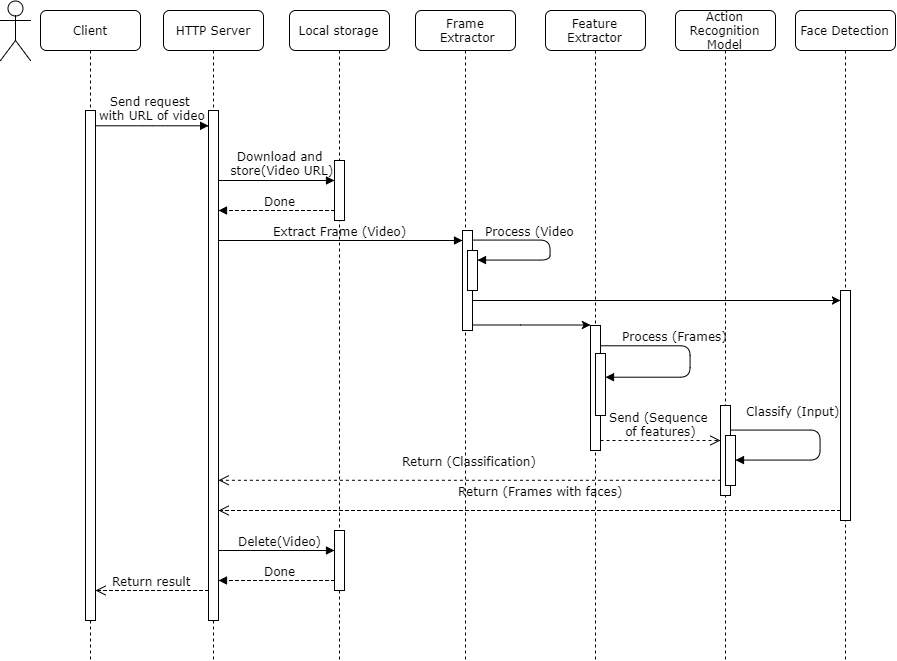 Client
HTTP Server
Local storage
Frame
Extractor
Feature
Extractor
Action
Recognition
Model
Face Detection
Send request
with URL of video
Download and
store(Video URL)
Done
Extract Frame (Video)
Process (Video
Process (Frames)
Classify (Input)
Send (Sequence
of features)
Return (Classification)
Return (Frames with faces)
Delete(Video)
Done
Return result